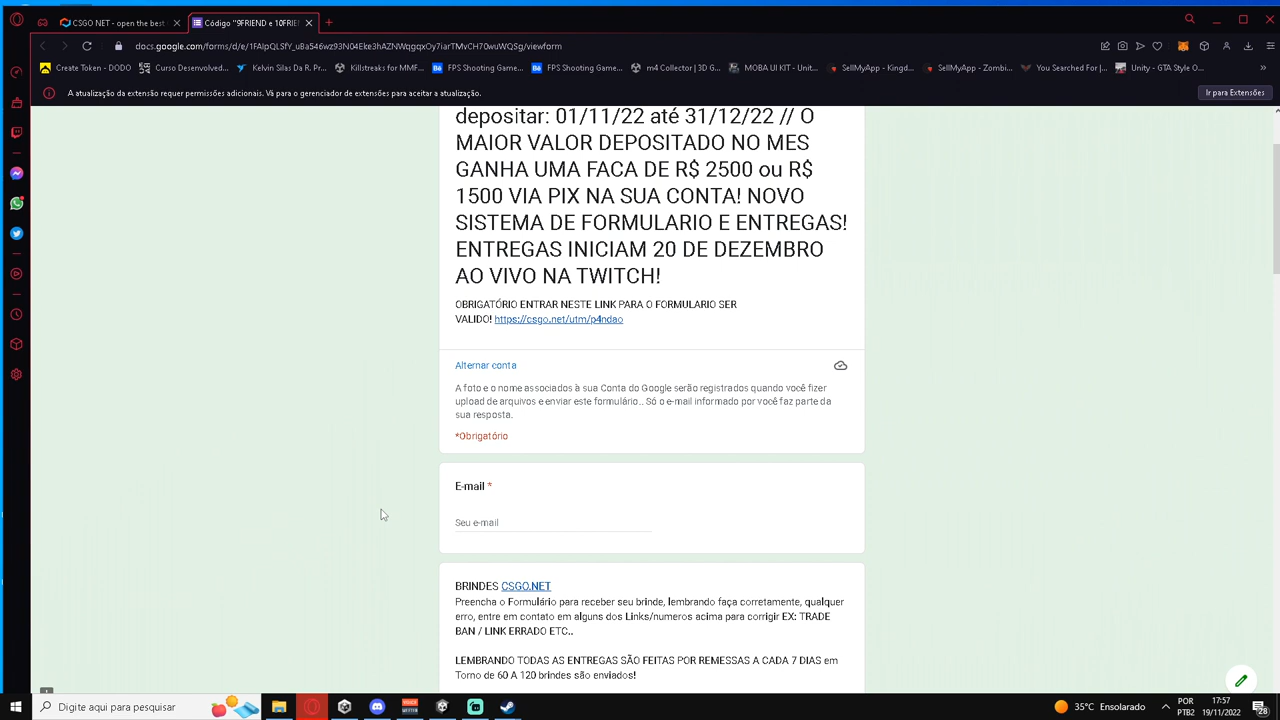 CSGO NET - open the best
Código "9FRIEND e 10FRIE
docs.google.com/forms/d/e/1FAIpQLSfY_uBa546wz93N04Eke3hAZNWqgqxOy7iarTMvCH70wuWQSg/viewform
Create Token - DODO
Curso Desenvolved...
Kelvin Silas Da R. Pr...
Killstreaks for MMF...
FPS Shooting Game...
FPS Shooting Game...
m4 Collector | 3D G...
MOBA UI KIT - Unit...
SellMyApp - Kingd...
SellMyApp - Zombi...
You Searched For |...
Unity - GTA Style O...
A atualização da extensão requer permissões adicionais. Vá para o gerenciador de extensões para aceitar a atualização.
Ir para Extensões
depositar: 01/11/22 até 31/12/22 // O
MAIOR VALOR DEPOSITADO NO MES
GANHA UMA FACA DE R$ 2500 ou R$
1500 VIA PIX NA SUA CONTA! NOVO
SISTEMA DE FORMULARIO E ENTREGAS!
ENTREGAS INICIAM 20 DE DEZEMBRO
AO VIVO NA TWITCH!
OBRIGATÓRIO ENTRAR NESTE LINK PARA O FORMULARIO SER
VALIDO! https://csgo.net/utm/p4ndao
Alternar conta
A foto e o nome associados à sua Conta do Google serão registrados quando você fizer
upload de arquivos e enviar este formulário.. Só o e-mail informado por você faz parte da
sua resposta.
*Obrigatório
E-mail *
Seu e-mail
BRINDES CSGO.NET
Preencha o Formulário para receber seu brinde, lembrando faça corretamente, qualquer
erro, entre em contato em alguns dos Links/numeros acima para corrigir EX: TRADE
BAN / LINK ERRADO ETC..
LEMBRANDO TODAS AS ENTREGAS SÃO FEITAS POR REMESSAS A CADA 7 DIAS em
Torno de 60 A 120 brindes são enviados!
Digite aqui para pesquisar
35°C Ensolarado
POR
PTB2
17:57
19/11/2022
28